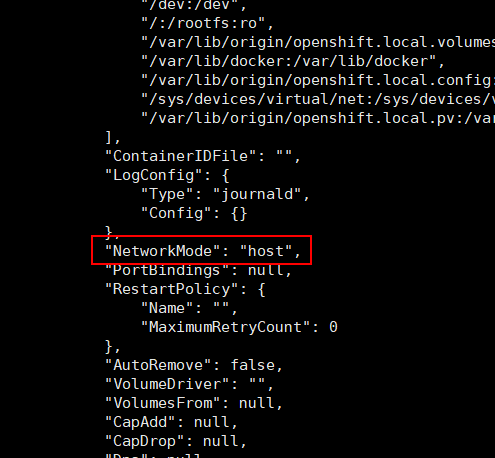 "/dev:/dev",
"/:/rootfs:ro",
"/var/lib/origin/openshift.local.volumes
"/var/lib/docker:/var/lib/docker",
"/var/lib/origin/openshift.local.config:
"/sys/devices/virtual/net:/sys/devices/v
"/var/lib/origin/openshift.local.pv:/var
],
"ContainerIDFile": "",
"LogConfig": {
"Type": "journald",
"Config": {}
},
"NetworkMode": "host",
"PortBindings": null,
"RestartPolicy": {
"Name": "",
"MaximumRetryCount": 0
},
"AutoRemove": false,
"VolumeDriver": "",
"VolumesFrom": null,
"CapAdd": null,
"CapDrop": null,
"Dns": null,